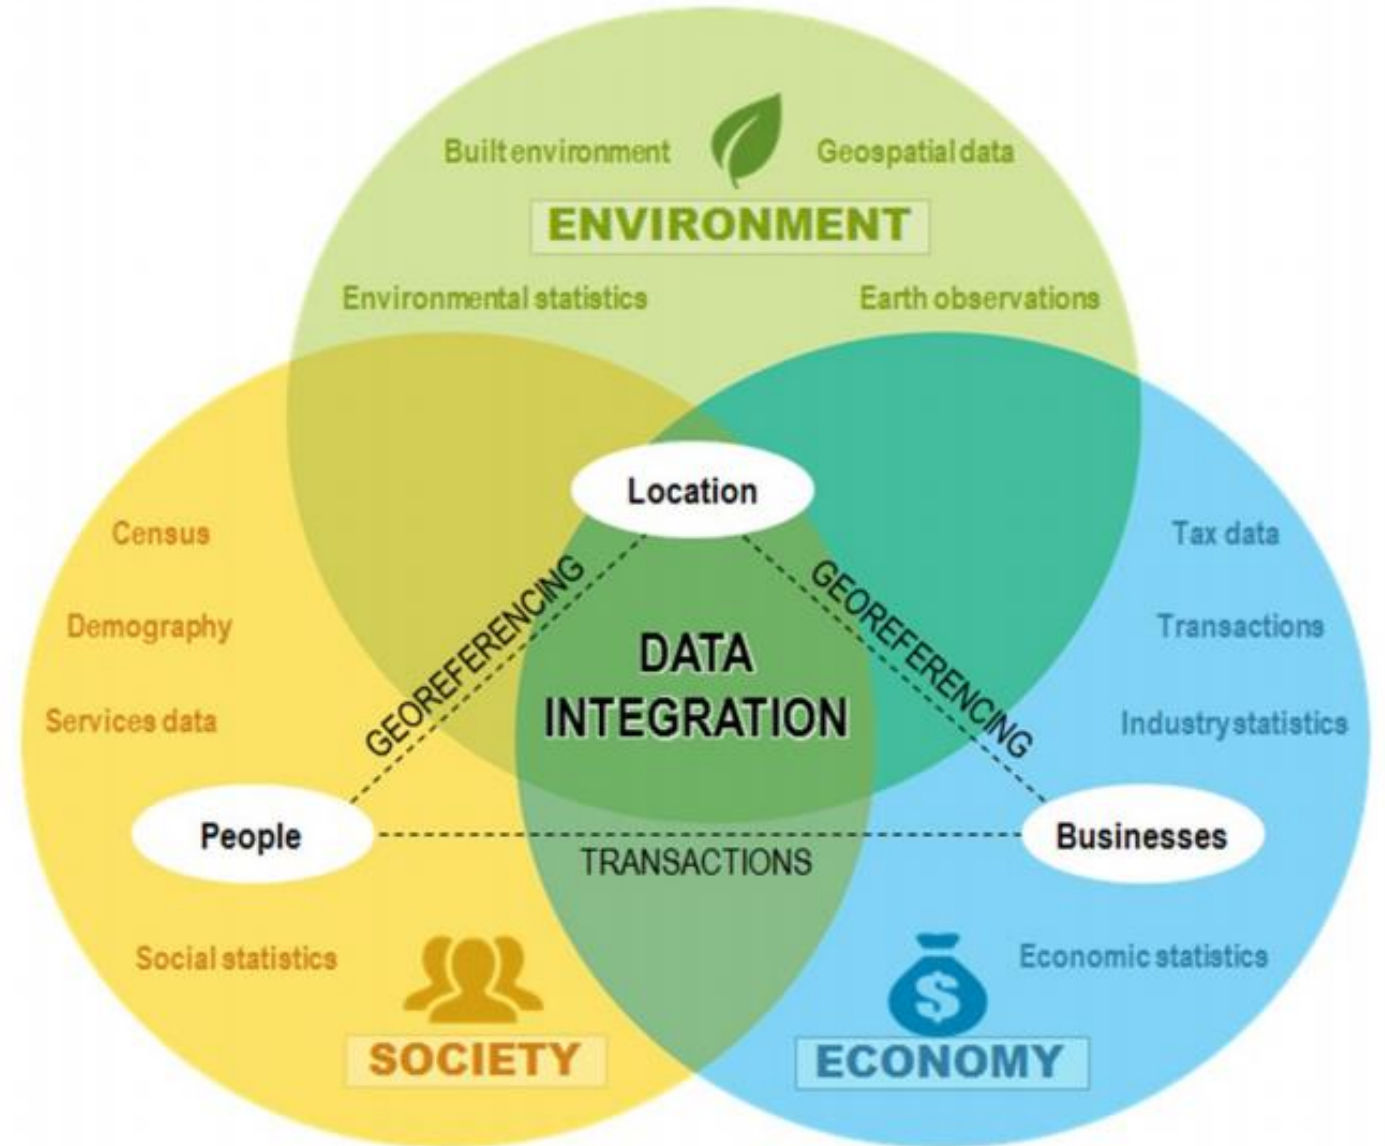 Built environment
Geospatial data
ENVIRONMENT
Environmental statistics
Earth observations
Location
Census
Demography
Services data
Tax data
Transactions
Industry statistics
GEOREFERENCING
GEOREFERENCING
DATA
INTEGRATION
People
Businesses
TRANSACTIONS
Social statistics
Economic statistics
$
SOCIETY
ECONOMY